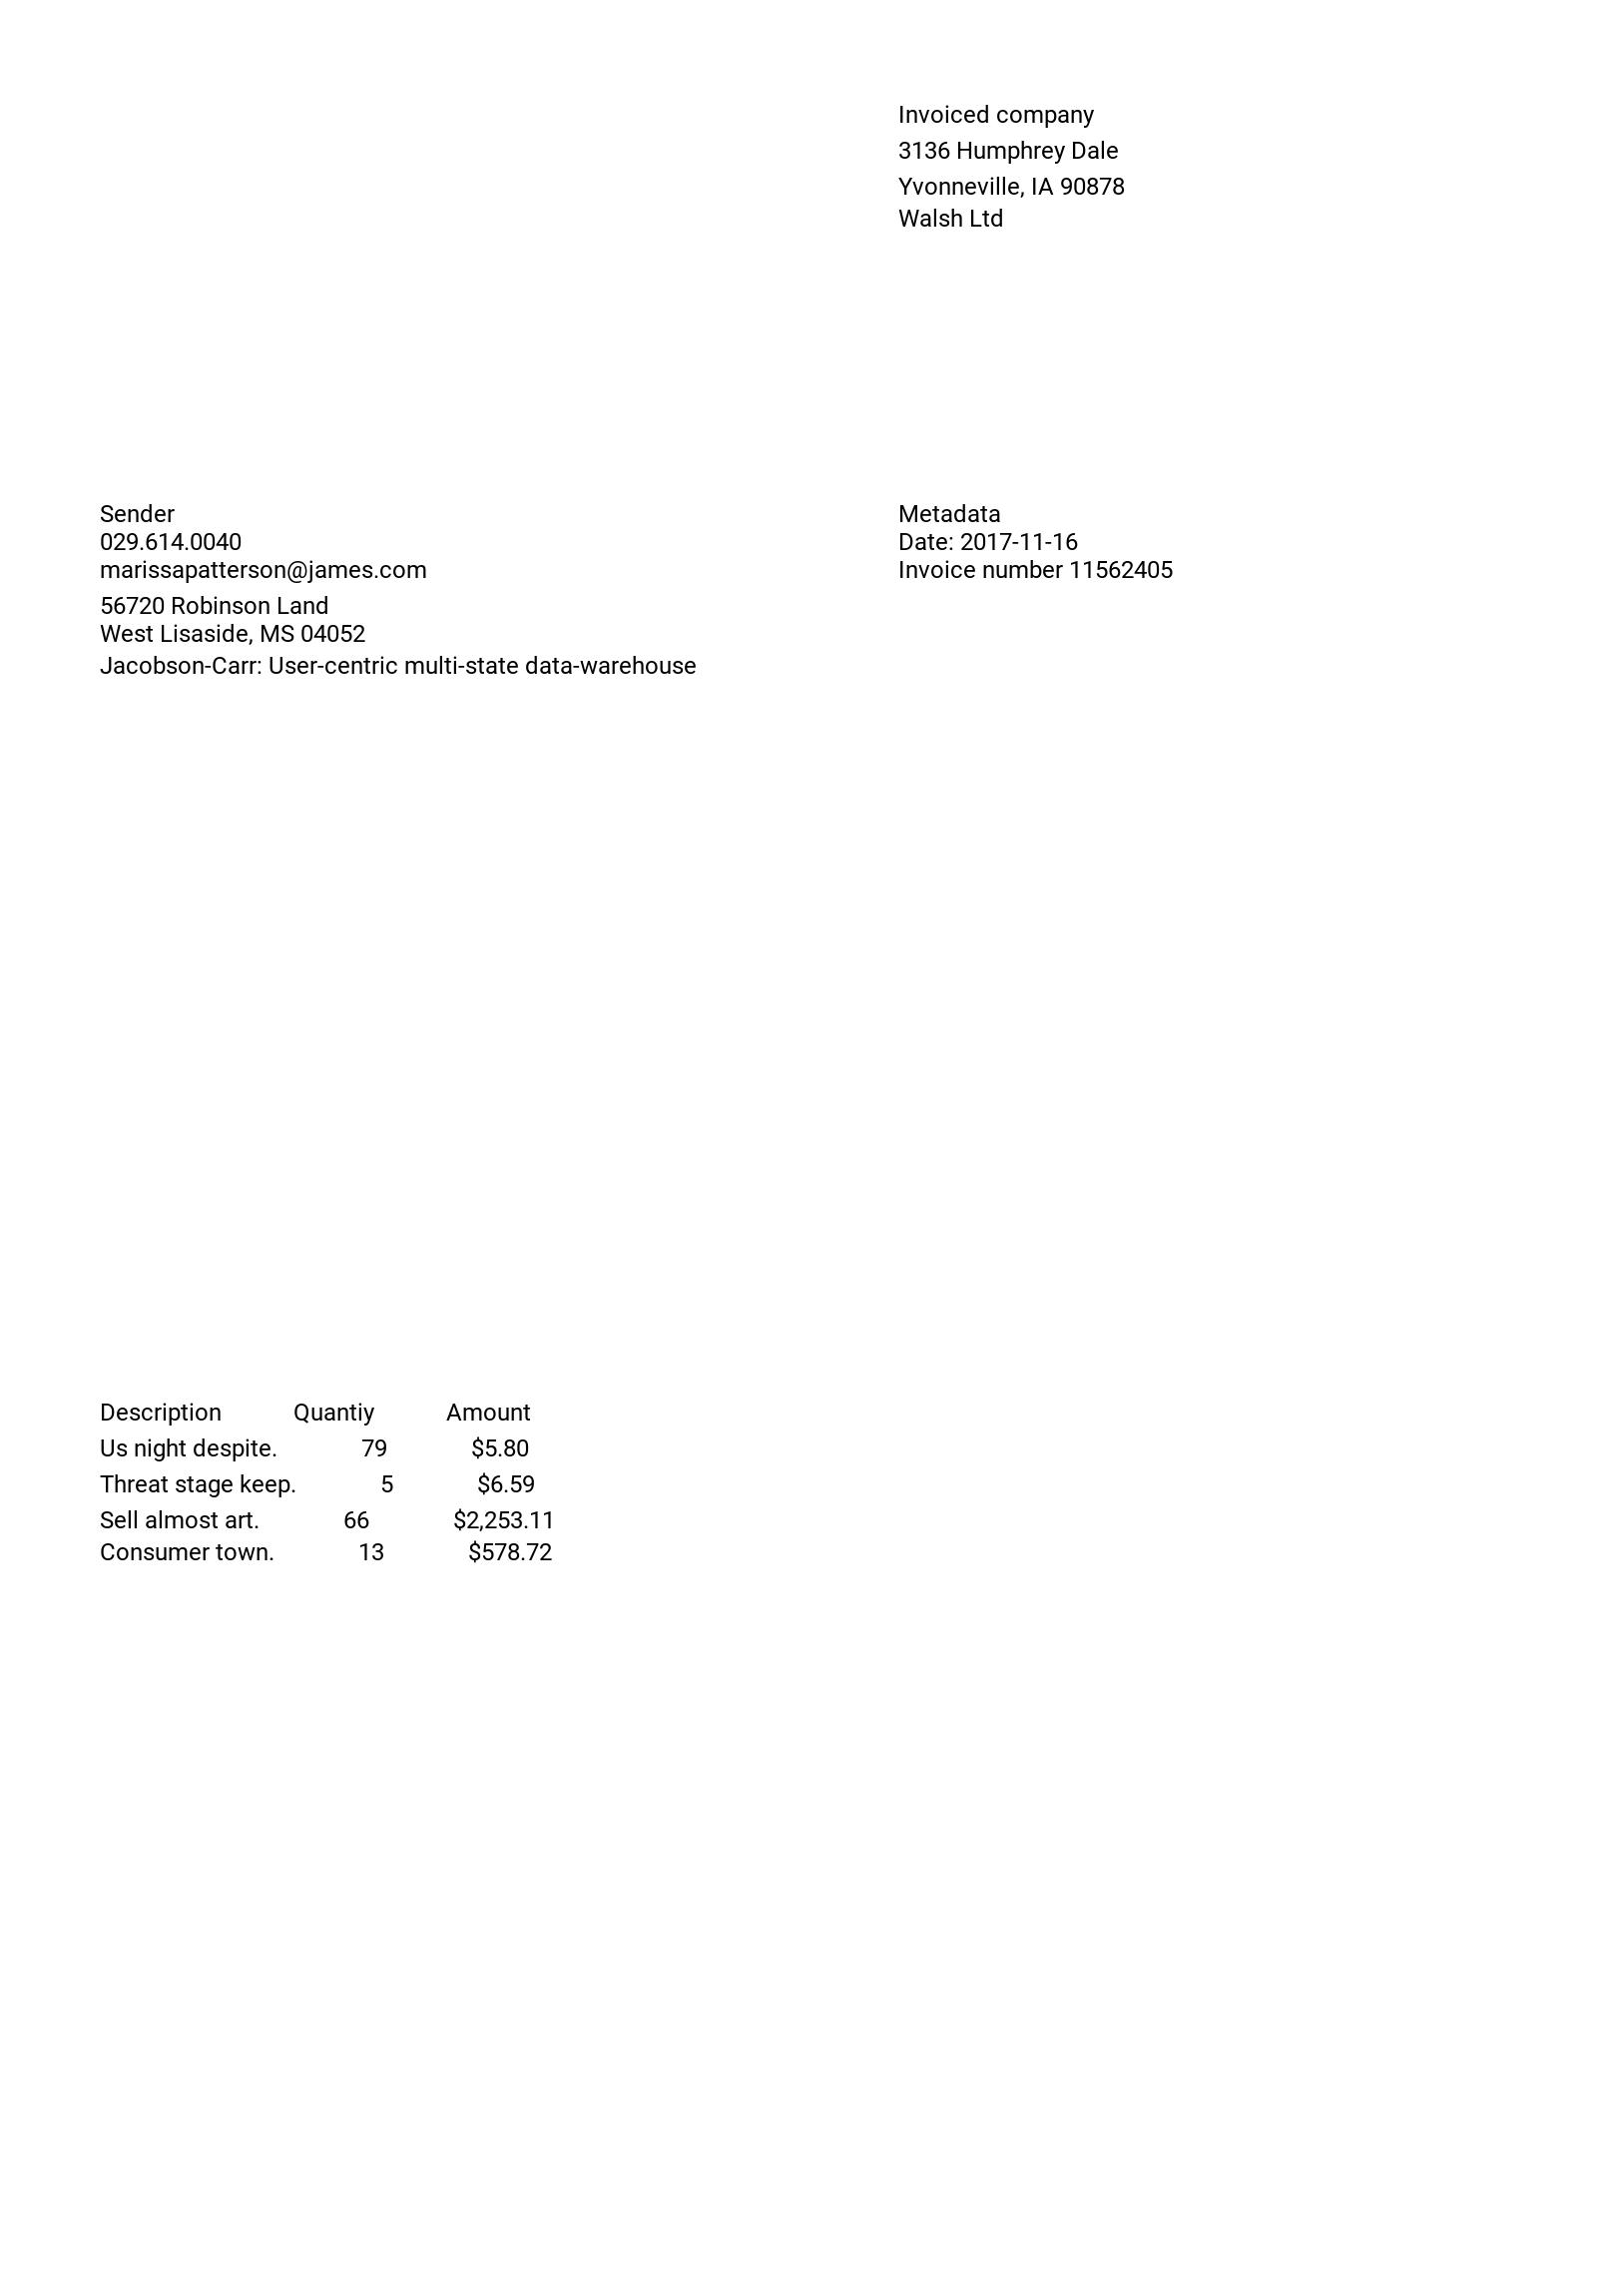 Invoiced company
3136 Humphrey Dale
Yvonneville, IA 90878
Walsh Ltd
Sender
029.614.0040
marissapatterson@james.com
56720 Robinson Land
West Lisaside, MS 04052
Jacobson-Carr: User-centric multi-state data-warehouse
Metadata
Date: 2017-11-16
Invoice number 11562405
Description Quantiy Amount
Us night despite. 79 $5.80
Threat stage keep. 5 $6.59
Sell almost art. 66 $2,253.11
Consumer town. 13 $578.72